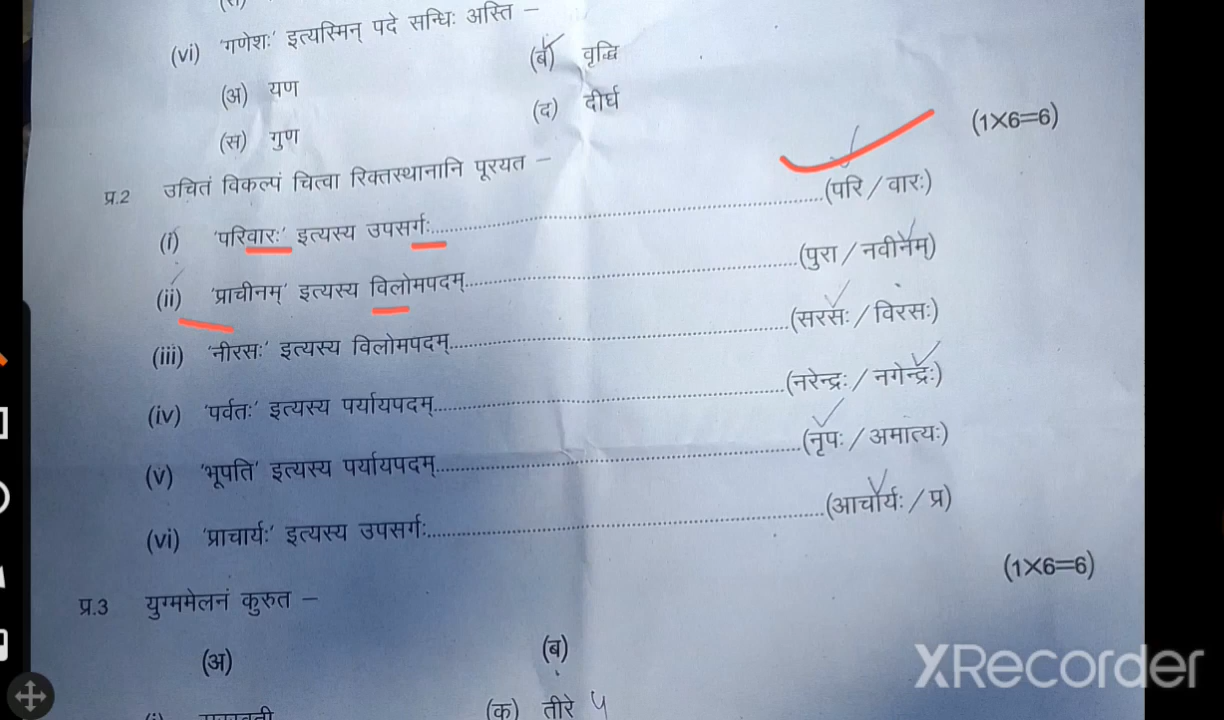 (vi) 'गणेशः' इत्यस्मिन् पदे सन्धिः अस्ति –
(अ) यण (ब) वृद्धि
(स) गुण (द) दीर्घ
प्र.2 उचितं विकल्पं चित्वा रिक्तस्थानानि पूरयत – (1×6=6)
(i) 'परिवारः' इत्यस्य उपसर्गः....................(परि / वारः)
(ii) 'प्राचीनम्' इत्यस्य विलोमपदम्....................(पुरा / नवीनम्)
(iii) 'नीरसः' इत्यस्य विलोमपदम्....................(सरसः / विरसः)
(iv) 'पर्वतः' इत्यस्य पर्यायपदम्....................(नरेन्द्रः / नगेन्द्रः)
(v) 'भूपति' इत्यस्य पर्यायपदम्....................(नृपः / अमात्यः)
(vi) 'प्राचार्यः' इत्यस्य उपसर्गः....................(आचार्यः / प्र)
प्र.3 युग्ममेलनं कुरुत – (1×6=6)
(अ) (ब)
(क) तीरे 5
XRecorder